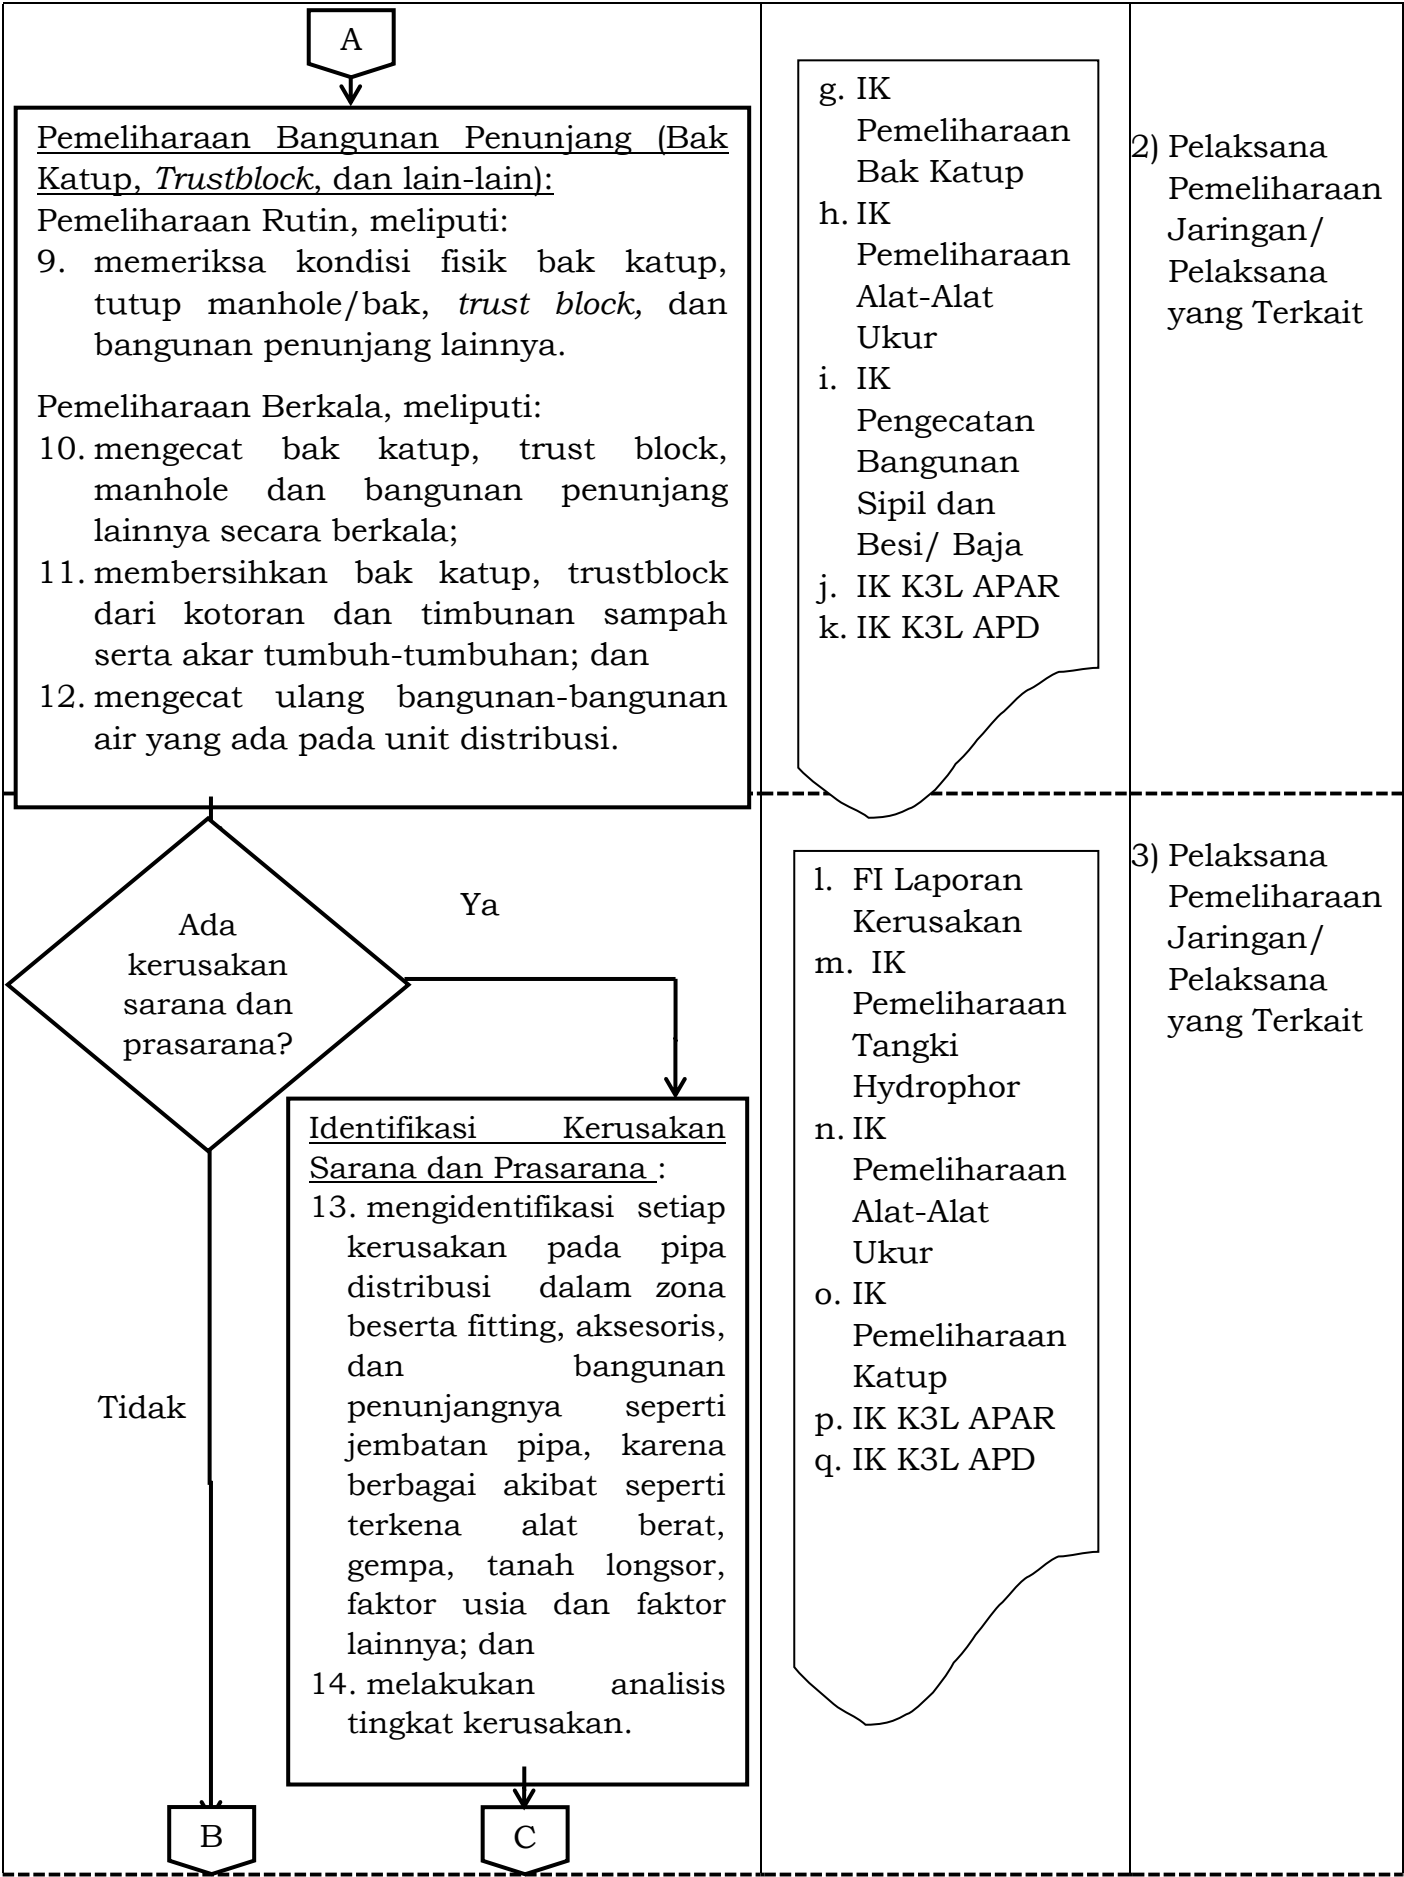 A
Pemeliharaan Bangunan Penunjang (Bak
Katup, Trustblock, dan lain-lain):
Pemeliharaan Rutin, meliputi:
9. memeriksa kondisi fisik bak katup,
tutup manhole/bak, trust block, dan
bangunan penunjang lainnya.
Pemeliharaan Berkala, meliputi:
10. mengecat bak katup, trust block,
manhole dan bangunan penunjang
lainnya secara berkala;
11. membersihkan bak katup, trustblock
dari kotoran dan timbunan sampah
serta akar tumbuh-tumbuhan; dan
12. mengecat ulang bangunan-bangunan
air yang ada pada unit distribusi.
g. IK
Pemeliharaan
Bak Katup
h. IK
Pemeliharaan
Alat-Alat
Ukur
i. IK
Pengecatan
Bangunan
Sipil dan
Besi/ Baja
j. IK K3L APAR
k. IK K3L APD
2) Pelaksana
Pemeliharaan
Jaringan/
Pelaksana
yang Terkait
Ada
kerusakan
sarana dan
prasarana?
Ya
Tidak
Identifikasi Kerusakan
Sarana dan Prasarana :
13. mengidentifikasi setiap
kerusakan pada pipa
distribusi dalam zona
beserta fitting, aksesoris,
dan bangunan
penunjangnya seperti
jembatan pipa, karena
berbagai akibat seperti
terkena alat berat,
gempa, tanah longsor,
faktor usia dan faktor
lainnya; dan
14. melakukan analisis
tingkat kerusakan.
B
C
l. FI Laporan
Kerusakan
m. IK
Pemeliharaan
Tangki
Hydrophor
n. IK
Pemeliharaan
Alat-Alat
Ukur
o. IK
Pemeliharaan
Katup
p. IK K3L APAR
q. IK K3L APD
3) Pelaksana
Pemeliharaan
Jaringan/
Pelaksana
yang Terkait